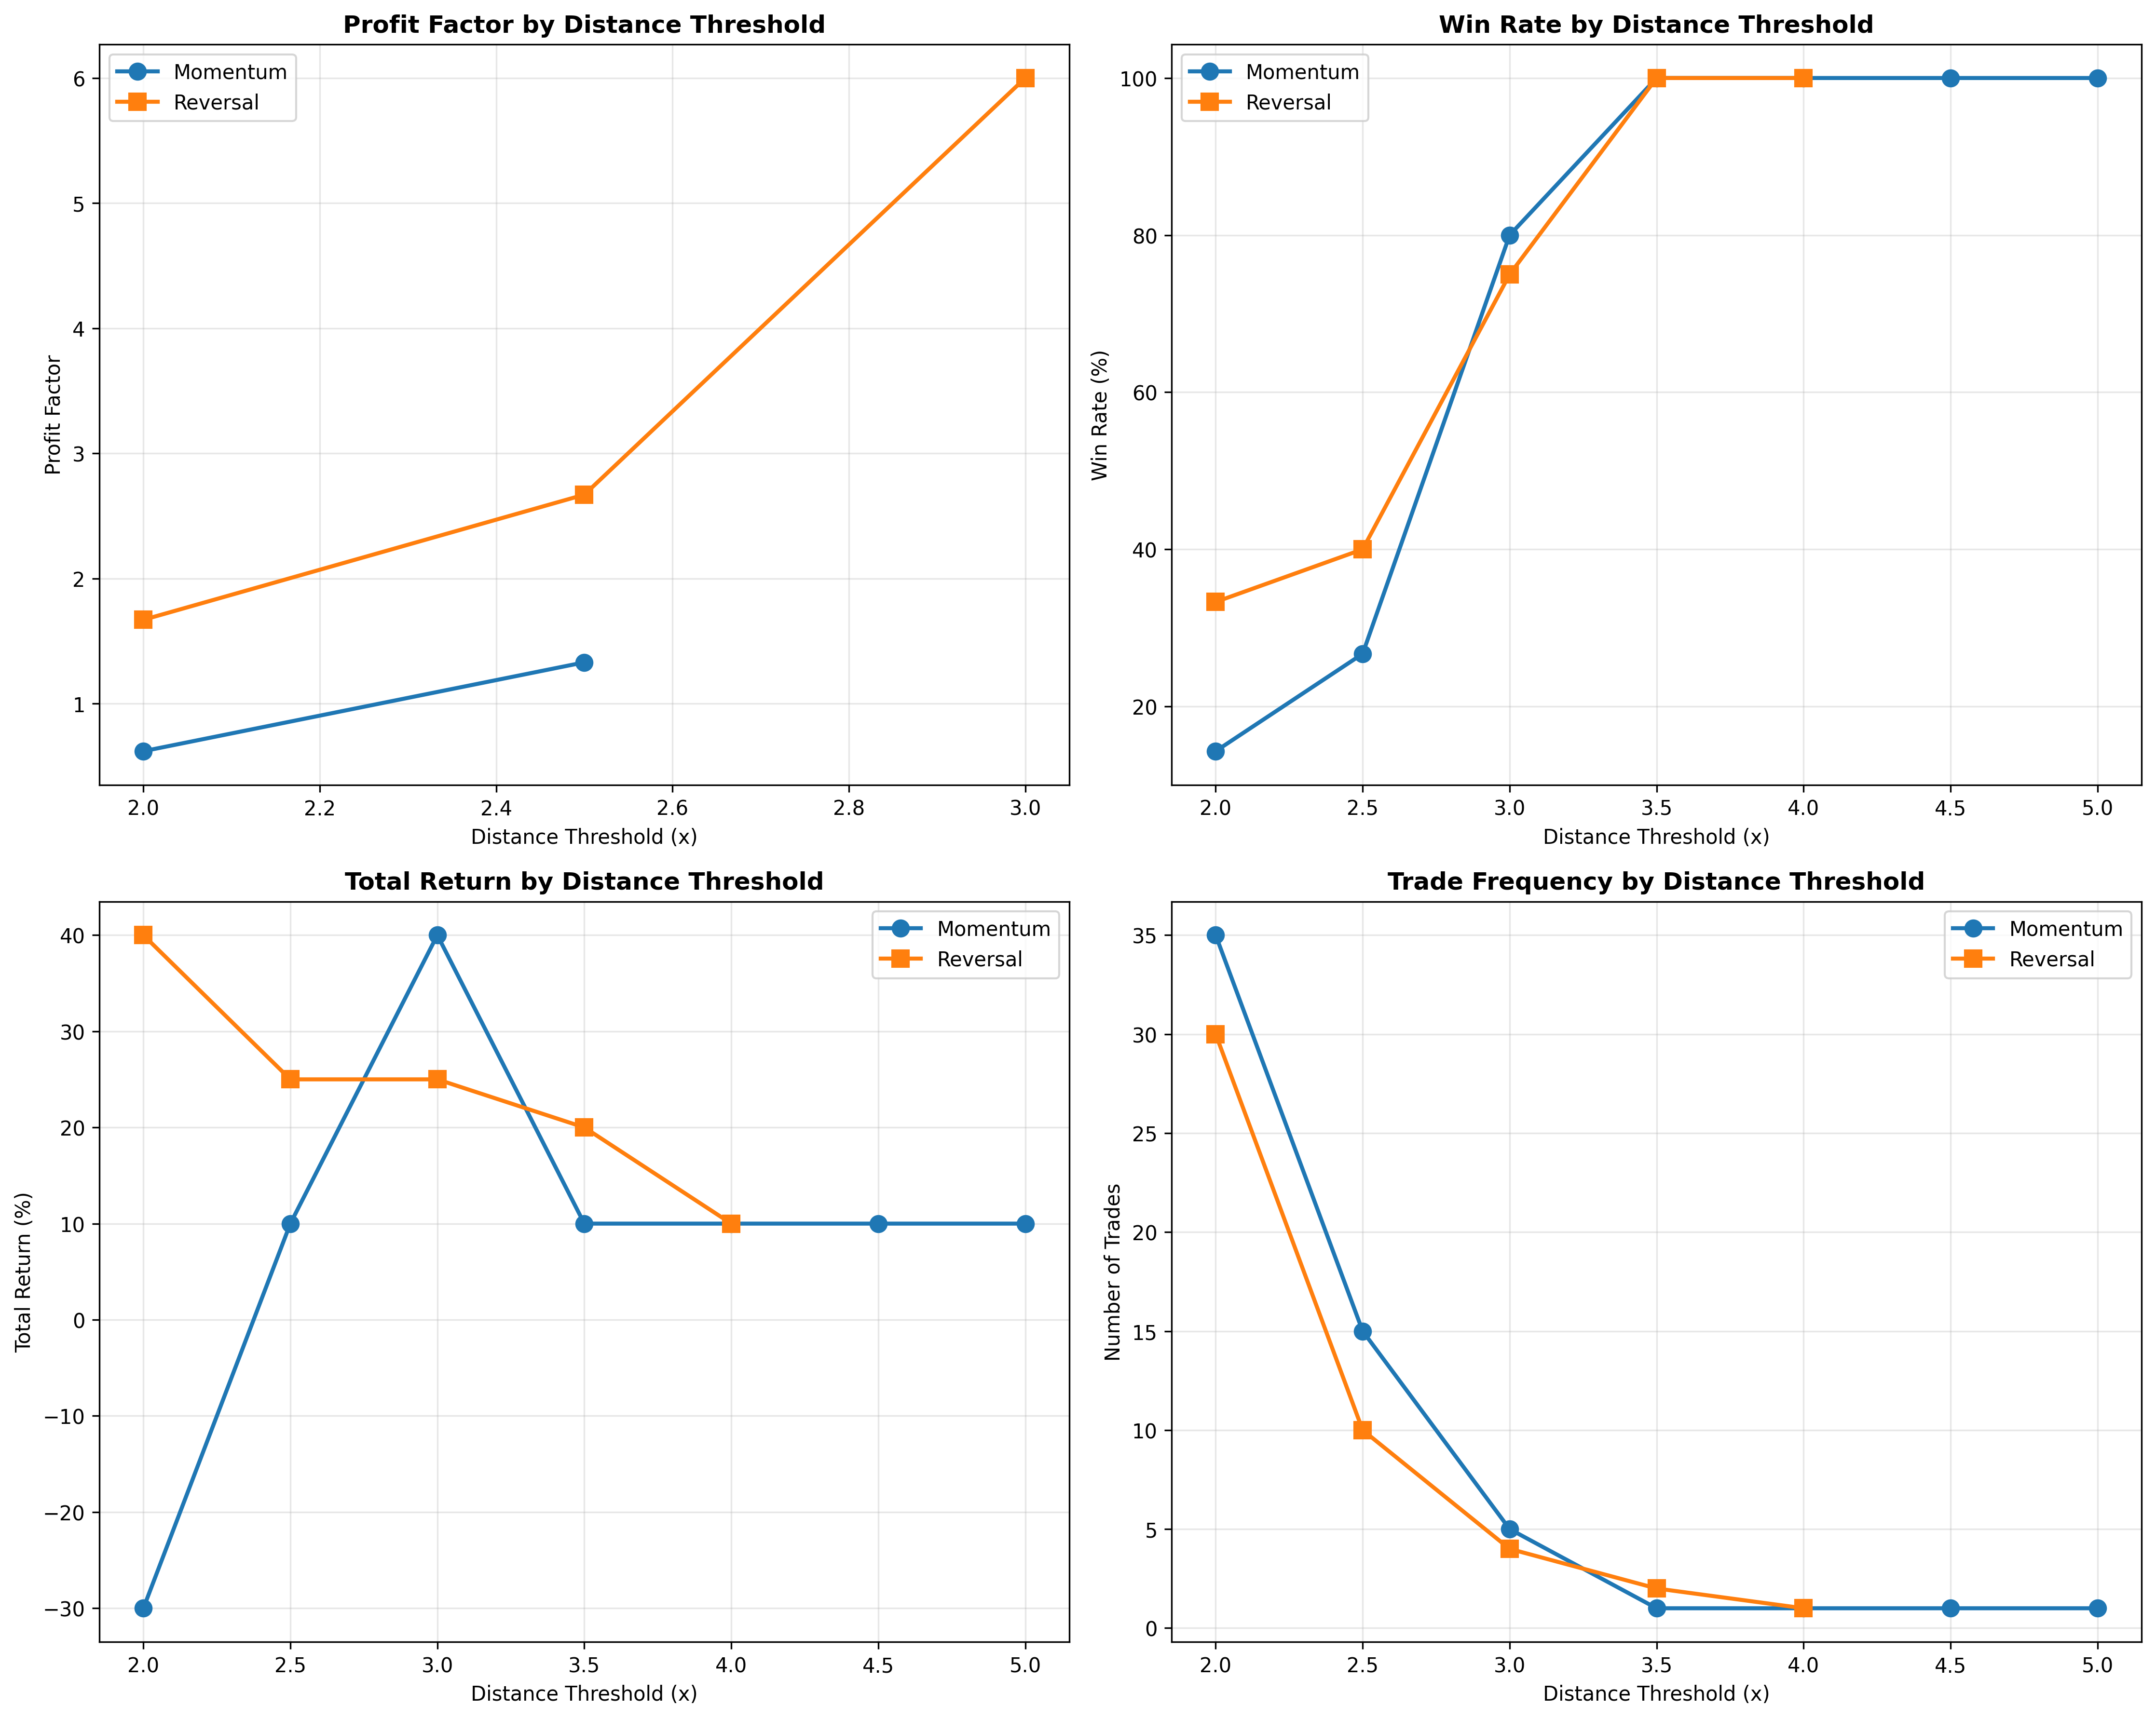 Profit Factor by Distance Threshold
Momentum
Reversal
6
5
4
3
2
1
Profit Factor
2.0 2.2 2.4 2.6 2.8 3.0
Distance Threshold (x)
Win Rate by Distance Threshold
Momentum
Reversal
100
80
60
40
20
Win Rate (%)
2.0 2.5 3.0 3.5 4.0 4.5 5.0
Distance Threshold (x)
Total Return by Distance Threshold
Momentum
Reversal
40
30
20
10
0
−10
−20
−30
Total Return (%)
2.0 2.5 3.0 3.5 4.0 4.5 5.0
Distance Threshold (x)
Trade Frequency by Distance Threshold
Momentum
Reversal
35
30
25
20
15
10
5
0
Number of Trades
2.0 2.5 3.0 3.5 4.0 4.5 5.0
Distance Threshold (x)